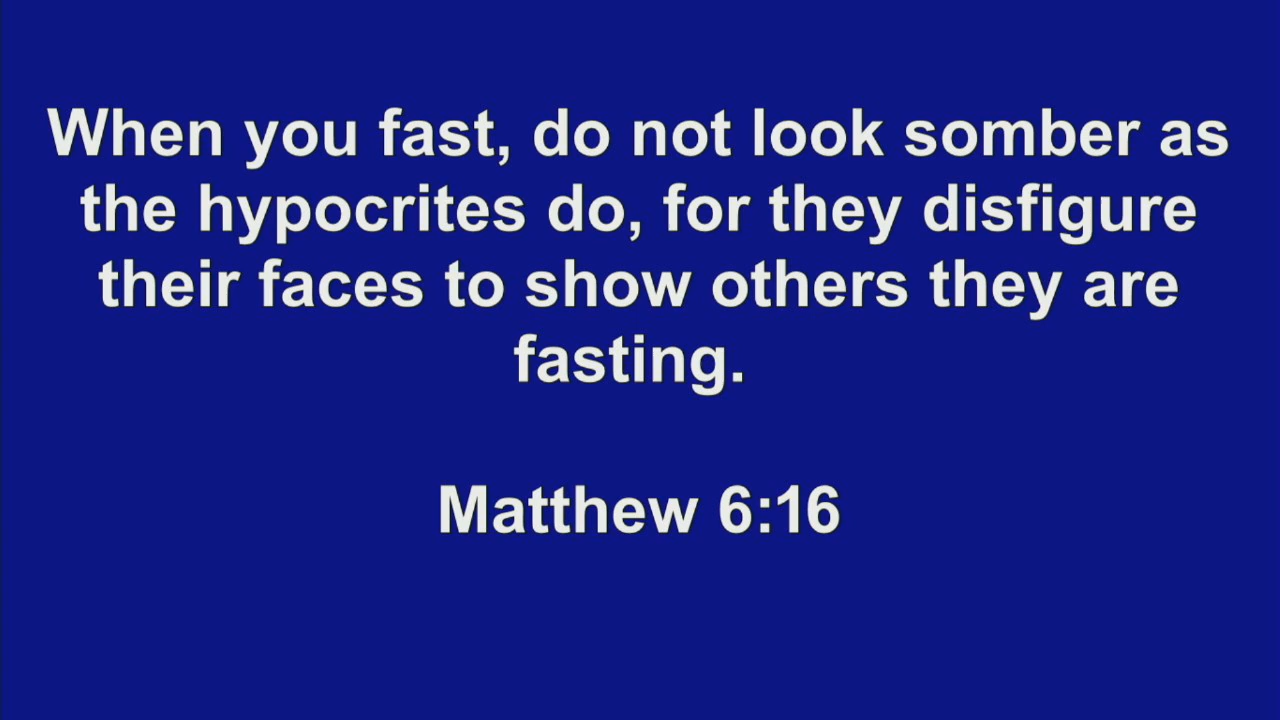 When you fast, do not look somber as
the hypocrites do, for they disfigure
their faces to show others they are
fasting.
Matthew 6:16